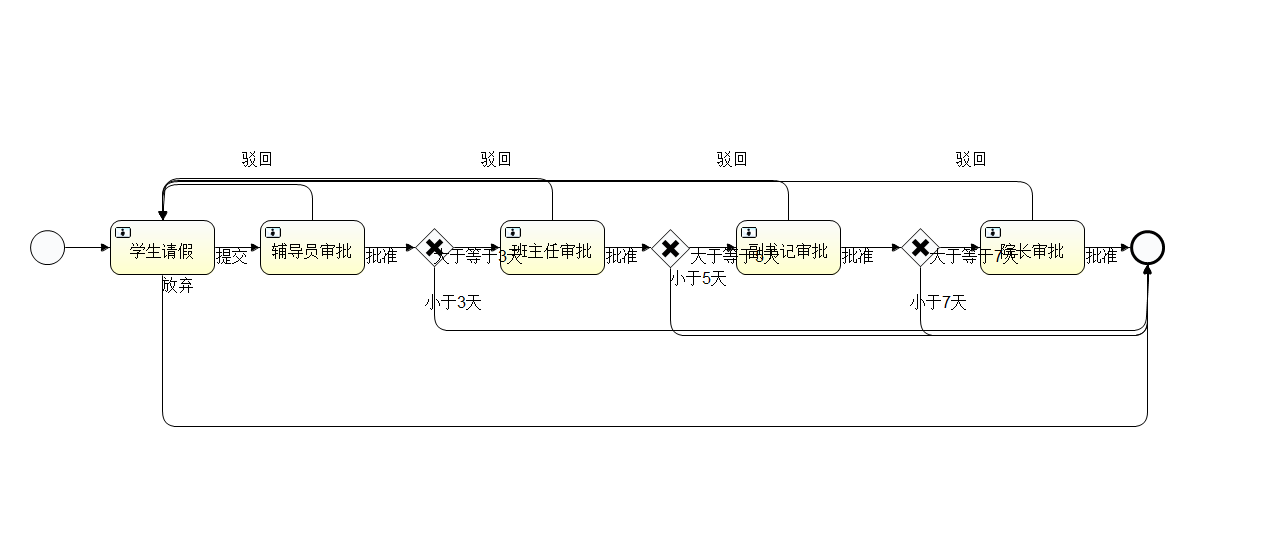 驳回
驳回
驳回
驳回
学生请假
提交
辅导员审批
批准
大于等于3天
班主任审批
批准
大于等于5天
副书记审批
批准
大于等于7天
院长审批
批准
放弃
小于3天
小于5天
小于7天